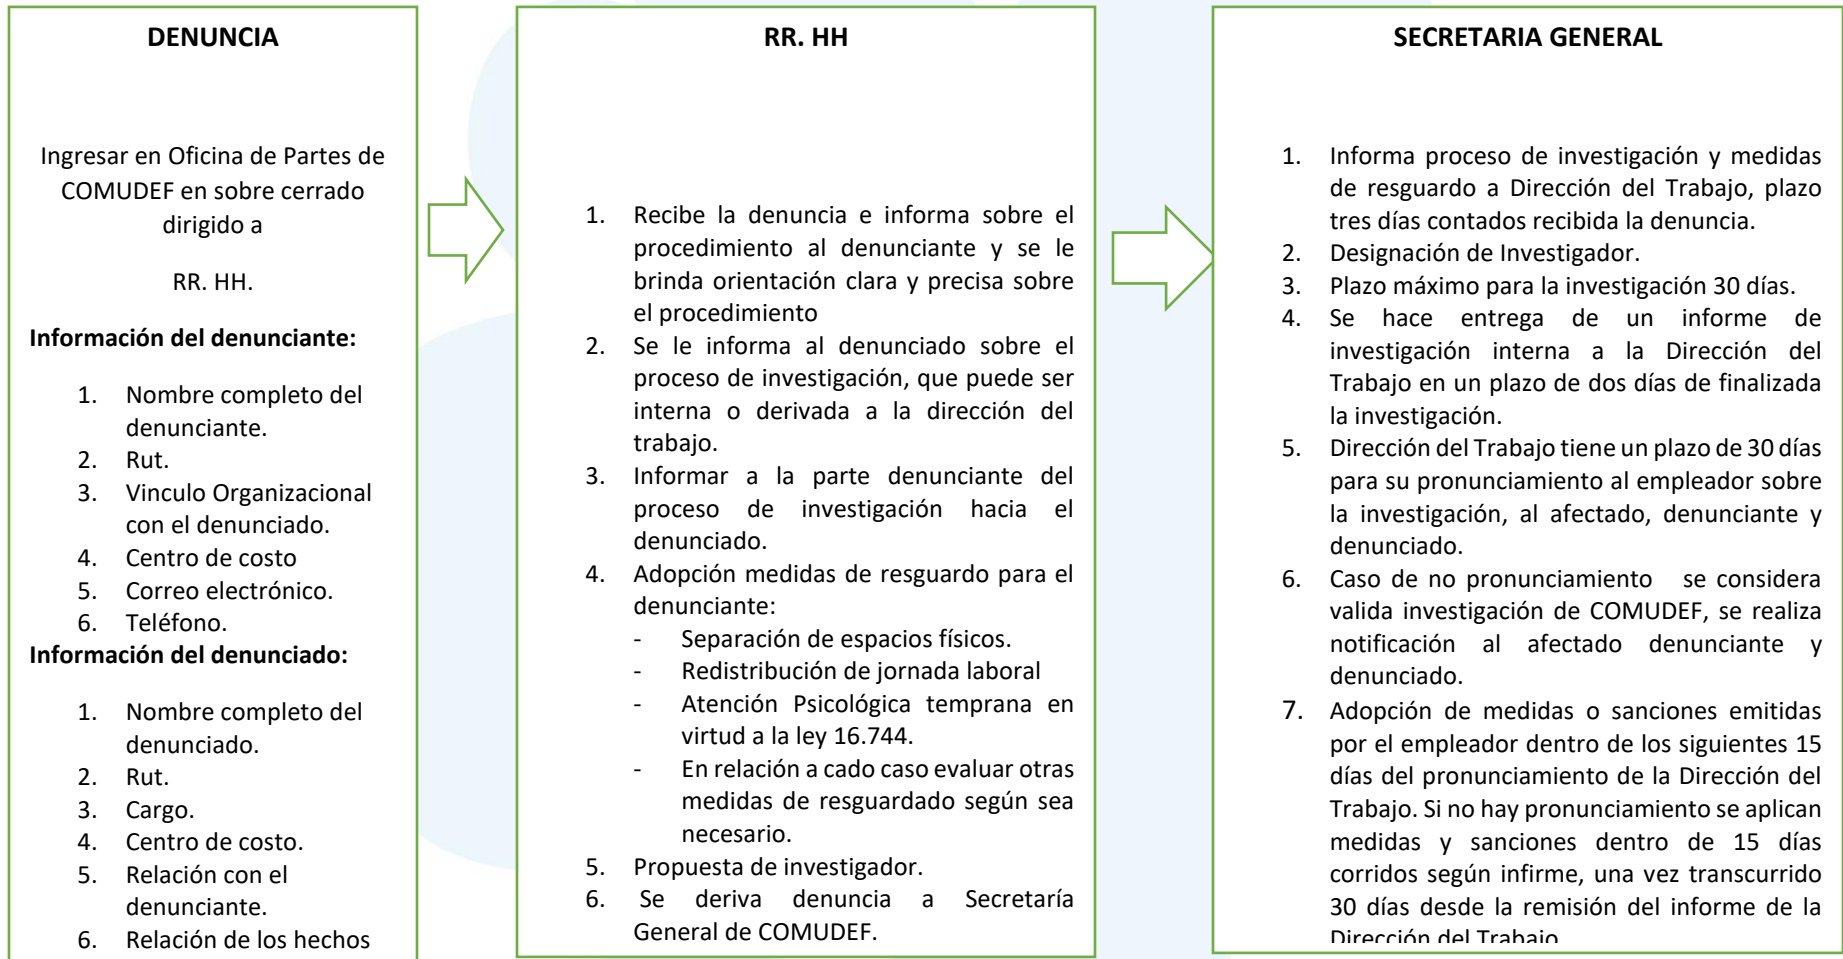 DENUNCIA
Ingresar en Oficina de Partes de
COMUDEF en sobre cerrado
dirigido a
RR. HH.
Información del denunciante:
1. Nombre completo del
denunciante.
2. Rut.
3. Vinculo Organizacional
con el denunciado.
4. Centro de costo
5. Correo electrónico.
6. Teléfono.
Información del denunciado:
1. Nombre completo del
denunciado.
2. Rut.
3. Cargo.
4. Centro de costo.
5. Relación con el
denunciante.
6. Relación de los hechos
RR. HH
1. Recibe la denuncia e informa sobre el
procedimiento al denunciante y se le
brinda orientación clara y precisa sobre
el procedimiento
2. Se le informa al denunciado sobre el
proceso de investigación, que puede ser
interna o derivada a la dirección del
trabajo.
3. Informar a la parte denunciante del
proceso de investigación hacia el
denunciado.
4. Adopción medidas de resguardo para el
denunciante:
- Separación de espacios físicos.
- Redistribución de jornada laboral
- Atención Psicológica temprana en
virtud a la ley 16.744.
- En relación a cado caso evaluar otras
medidas de resguardado según sea
necesario.
5. Propuesta de investigador.
6. Se deriva denuncia a Secretaría
General de COMUDEF.
SECRETARIA GENERAL
1. Informa proceso de investigación y medidas
de resguardo a Dirección del Trabajo, plazo
tres días contados recibida la denuncia.
2. Designación de Investigador.
3. Plazo máximo para la investigación 30 días.
4. Se hace entrega de un informe de
investigación interna a la Dirección del
Trabajo en un plazo de dos días de finalizada
la investigación.
5. Dirección del Trabajo tiene un plazo de 30 días
para su pronunciamiento al empleador sobre
la investigación, al afectado, denunciante y
denunciado.
6. Caso de no pronunciamiento se considera
valida investigación de COMUDEF, se realiza
notificación al afectado denunciante y
denunciado.
7. Adopción de medidas o sanciones emitidas
por el empleador dentro de los siguientes 15
días del pronunciamiento de la Dirección del
Trabajo. Si no hay pronunciamiento se aplican
medidas y sanciones dentro de 15 días
corridos según infirme, una vez transcurrido
30 días desde la remisión del informe de la
Dirección del Trabajo